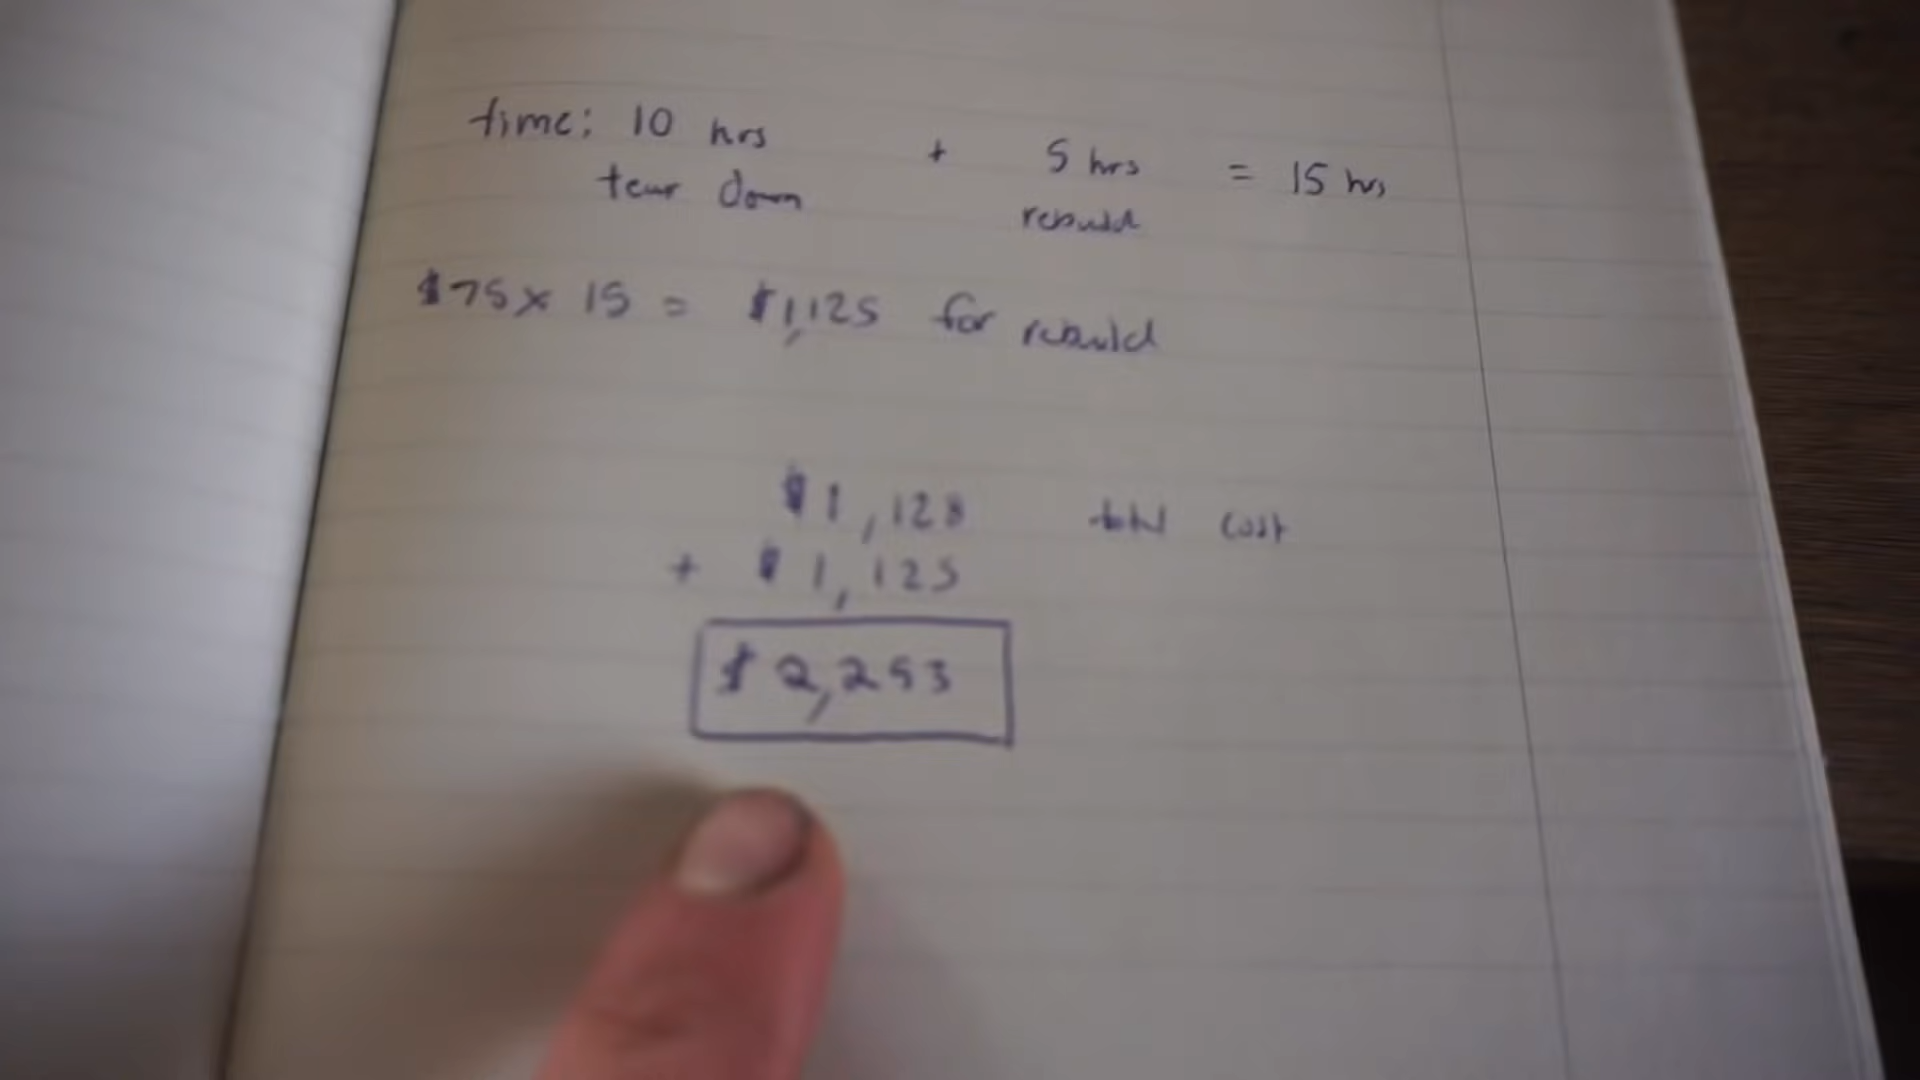 time: 10 hrs + 5 hrs = 15 hrs
tear down rebuild
$75 x 15 = $1,125 for rebuild
$1,128 total cost
+ $1,125
$2,253